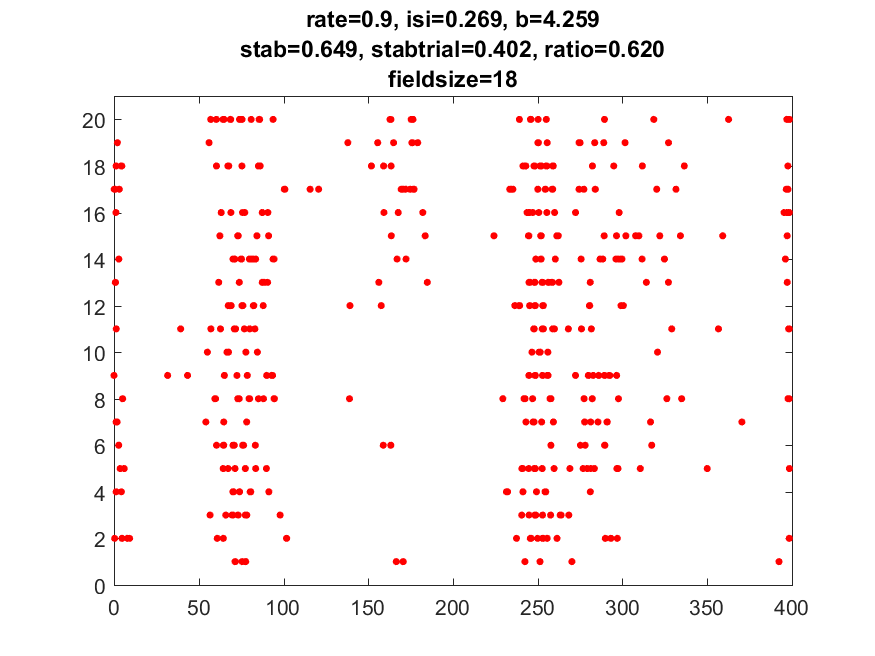 rate=0.9, isi=0.269, b=4.259
stab=0.649, stabtrial=0.402, ratio=0.620
fieldsize=18
20
18
16
14
12
10
8
6
4
2
0
0 50 100 150 200 250 300 350 400